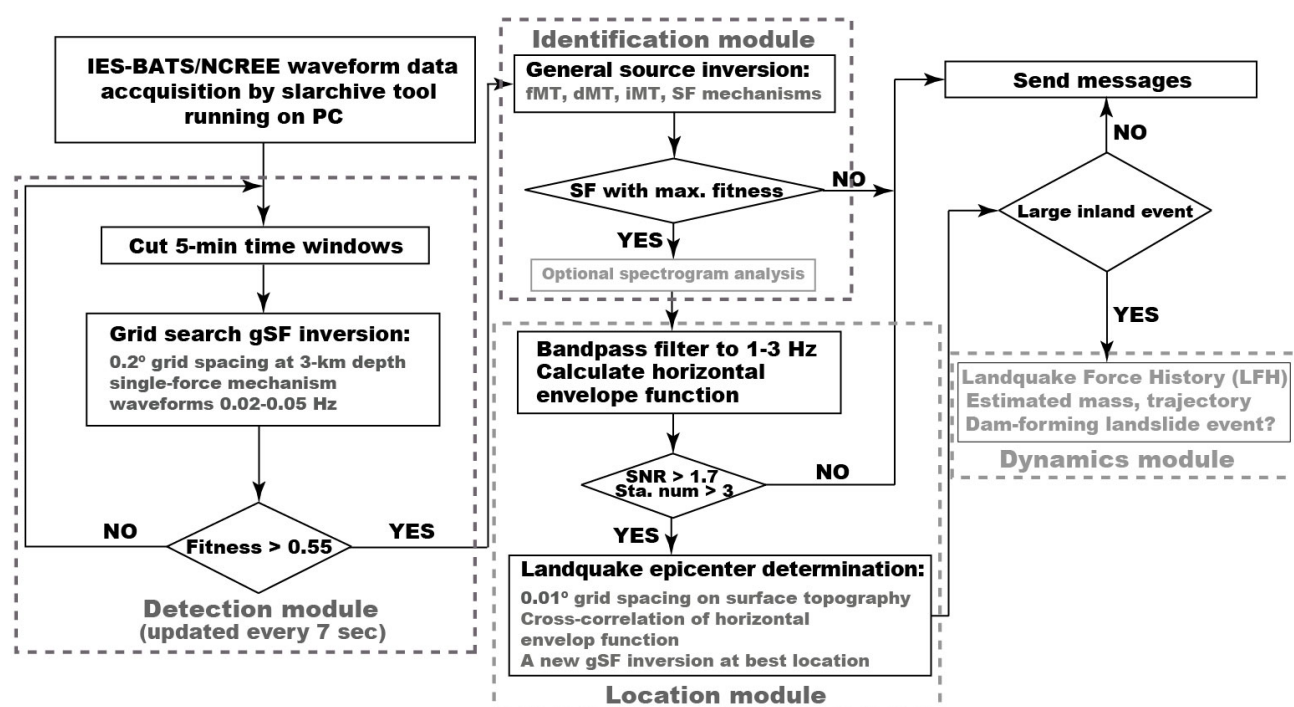 IES-BATS/NCREE waveform data
accquisition by slarchive tool
running on PC
Cut 5-min time windows
Grid search gSF inversion:
0.2º grid spacing at 3-km depth
single-force mechanism
waveforms 0.02-0.05 Hz
NO
Fitness > 0.55
YES
Detection module
(updated every 7 sec)
Identification module
General source inversion:
fMT, dMT, iMT, SF mechanisms
SF with max. fitness
NO
YES
Optional spectrogram analysis
Bandpass filter to 1-3 Hz
Calculate horizontal
envelope function
SNR > 1.7
Sta. num > 3
NO
YES
Landquake epicenter determination:
0.01º grid spacing on surface topography
Cross-correlation of horizontal
envelop function
A new gSF inversion at best location
Location module
Send messages
NO
Large inland event
YES
Landquake Force History (LFH)
Estimated mass, trajectory
Dam-forming landslide event?
Dynamics module